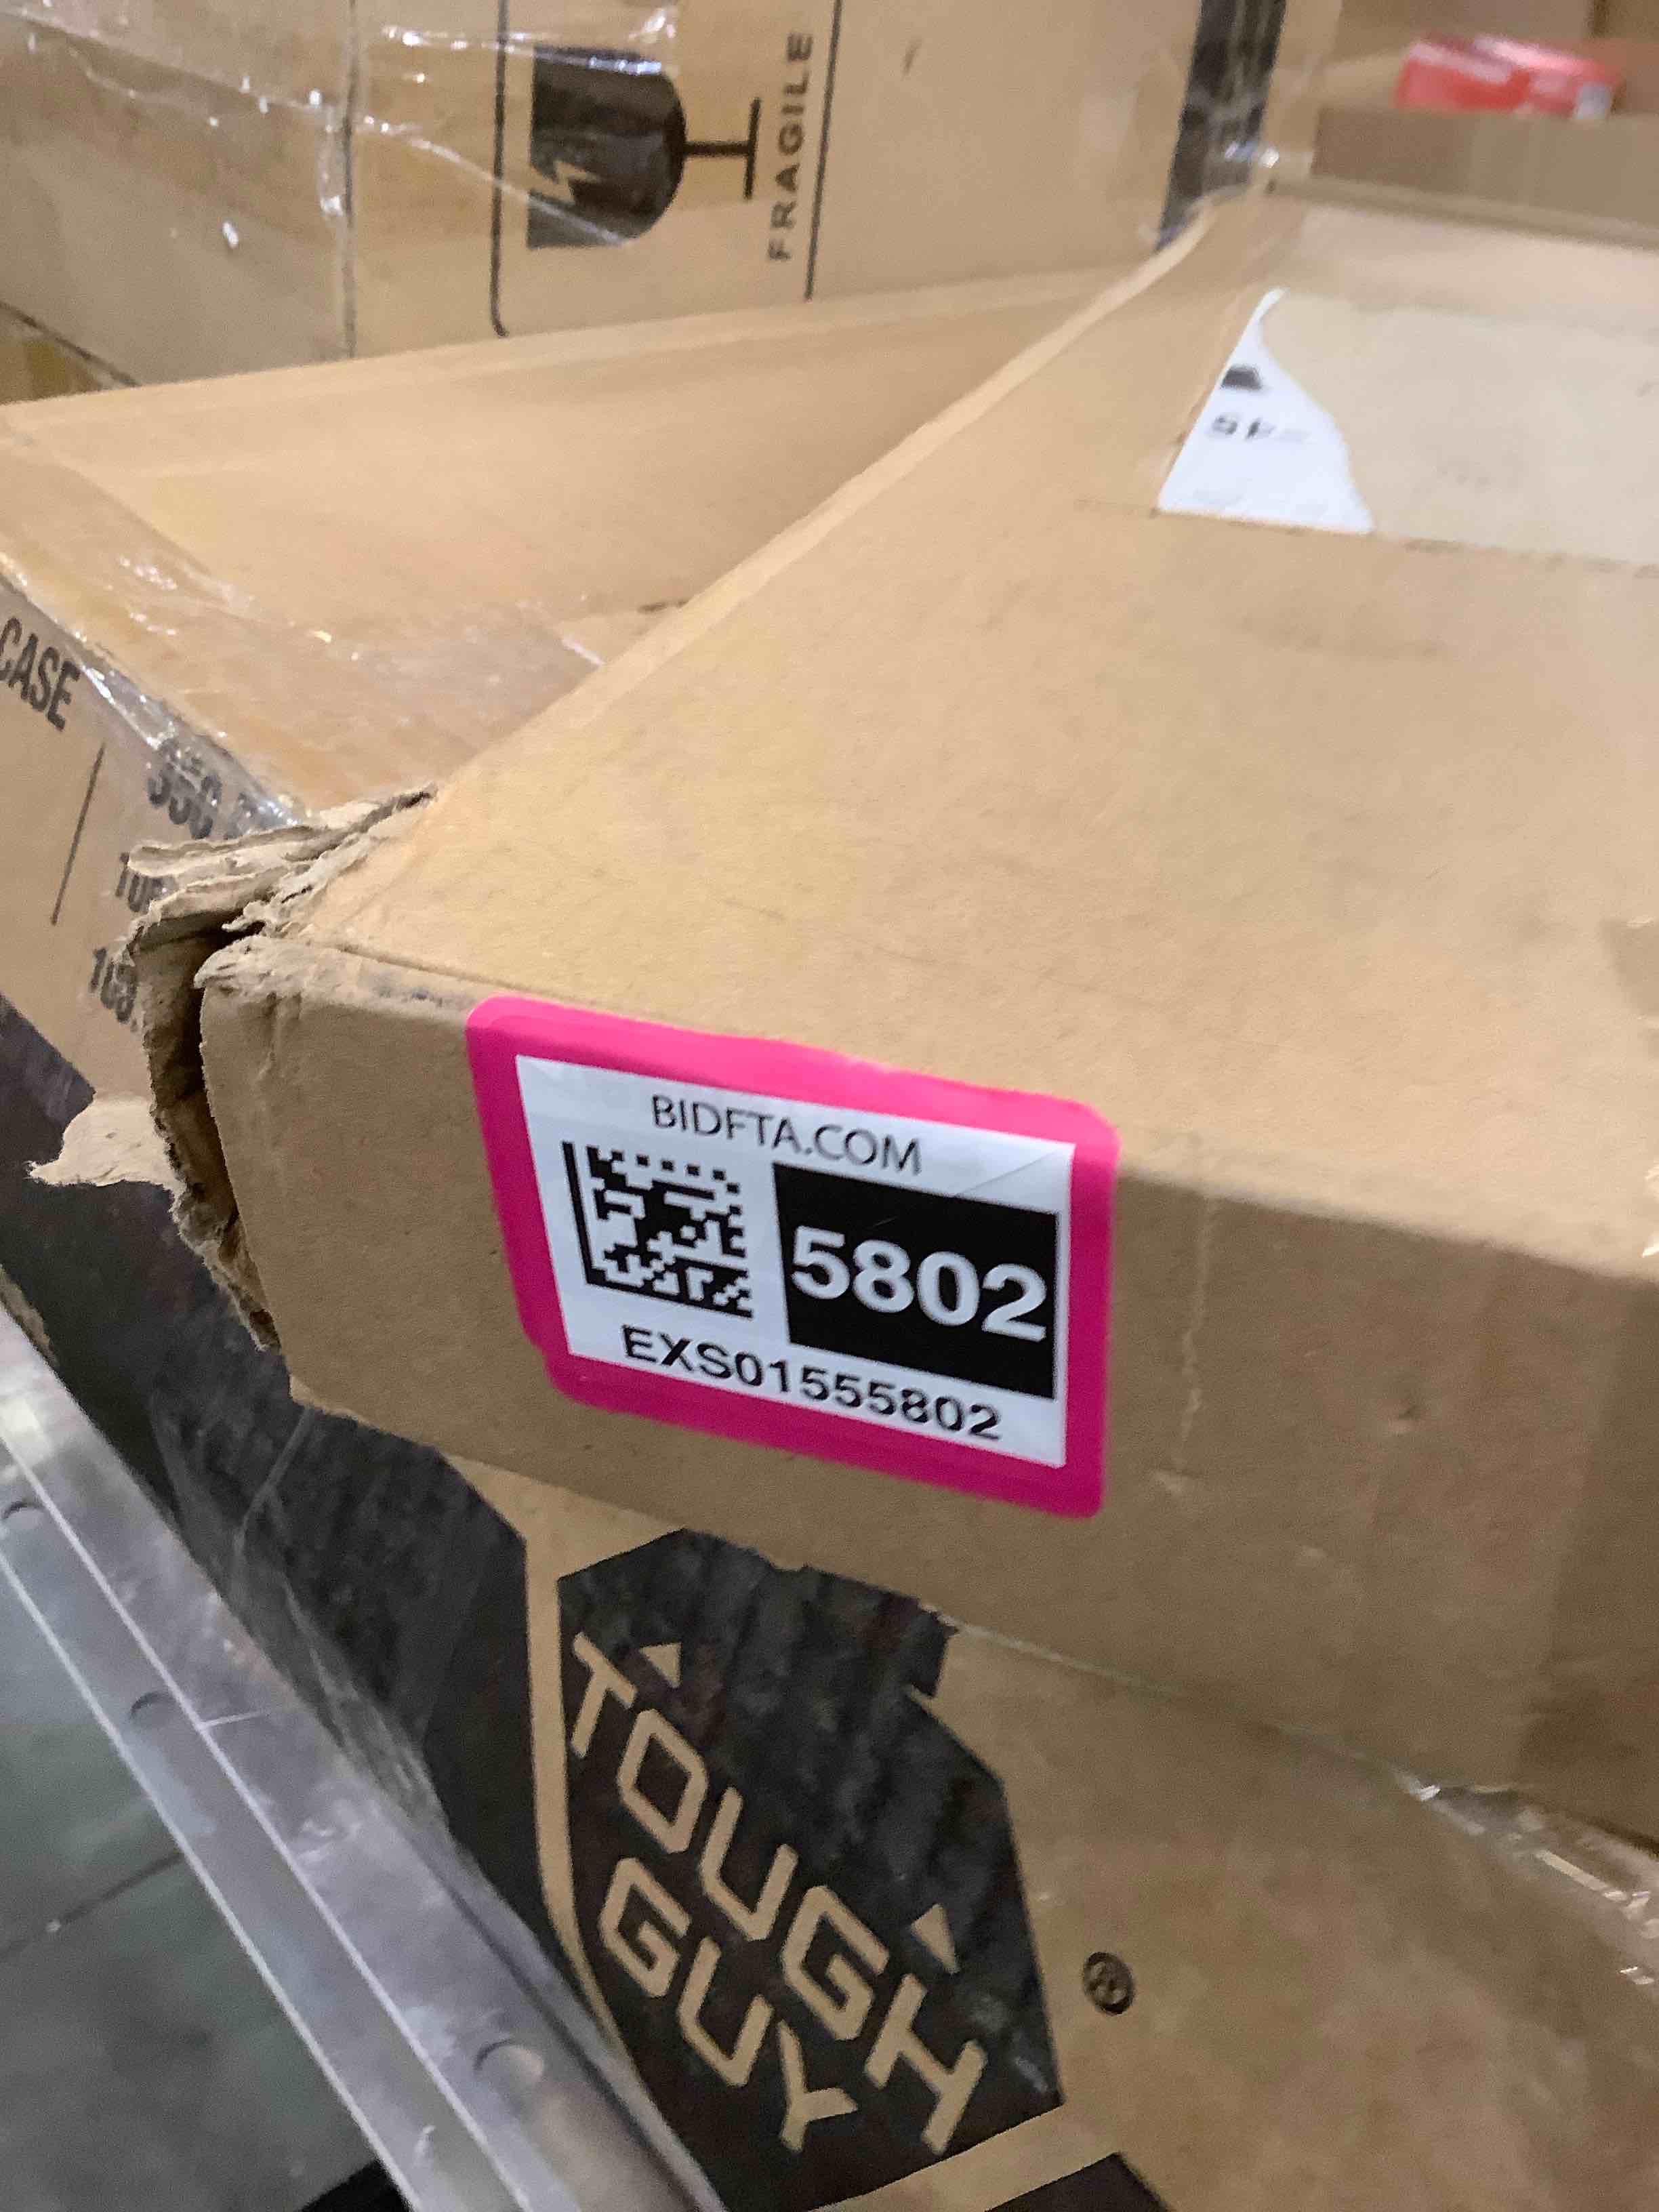 FRAGILE
CASE
BIDFTA.COM
5802
EXS01555802
TOUGH
GUY
®